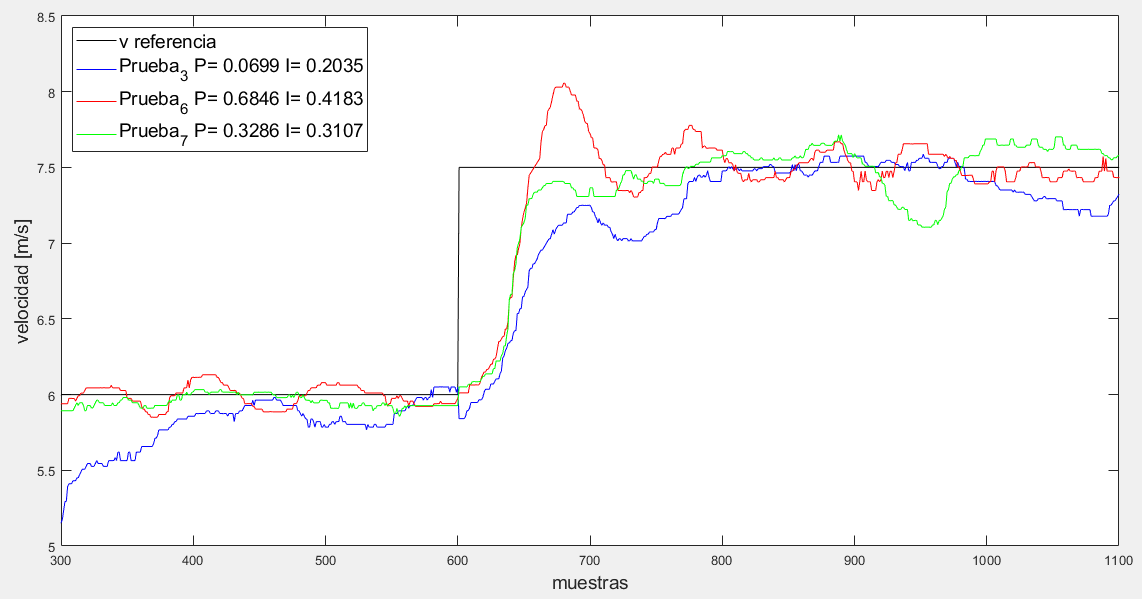 v referencia
Prueba3 P= 0.0699 I= 0.2035
Prueba6 P= 0.6846 I= 0.4183
Prueba7 P= 0.3286 I= 0.3107
velocidad [m/s]
8.5
8
7.5
7
6.5
6
5.5
5
300 400 500 600 700 800 900 1000 1100
muestras